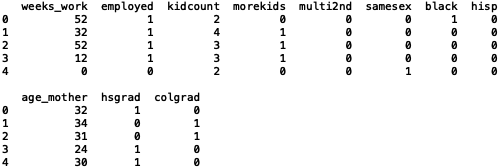 weeks_work employed kidcount morekids multi2nd samesex black hisp
0 52 1 2 0 0 0 1 0
1 32 1 4 1 0 0 0 0
2 52 1 3 1 0 0 0 0
3 12 1 3 1 0 0 0 0
4 0 0 2 0 0 1 0 0
age_mother hsgrad colgrad
0 32 1 0
1 34 0 1
2 31 0 1
3 24 1 0
4 30 1 0